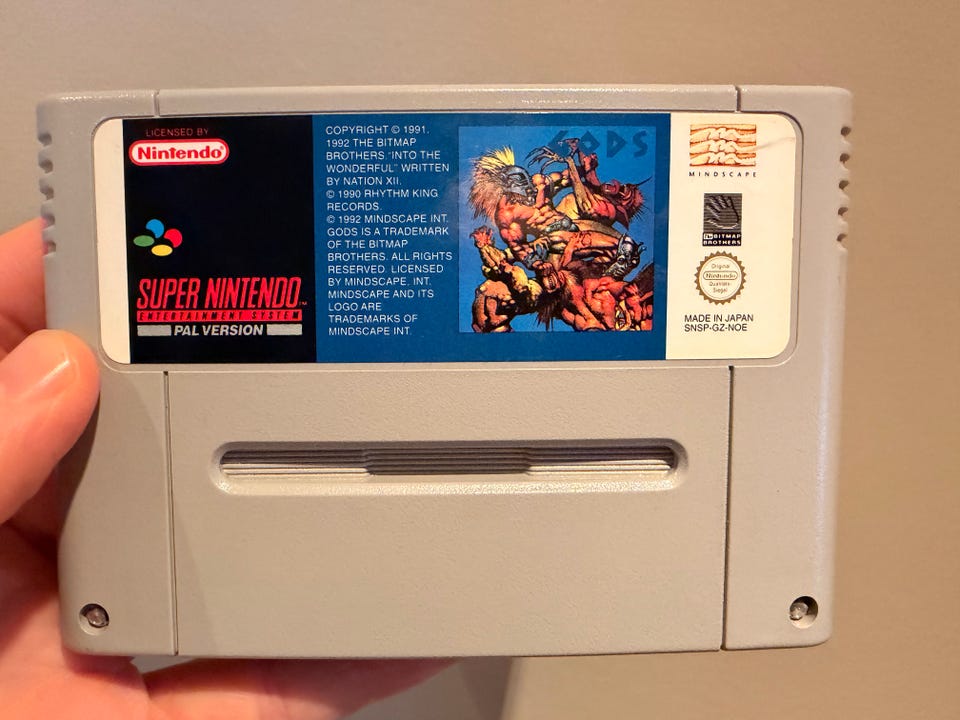 LICENSED BY
Nintendo®
SUPER NINTENDO™
ENTERTAINMENT SYSTEM
PAL VERSION
COPYRIGHT © 1991.
1992 THE BITMAP
BROTHERS. "INTO THE
WONDERFUL" WRITTEN
BY NATION XII.
© 1990 RHYTHM KING
RECORDS.
© 1992 MINDSCAPE INT.
GODS IS A TRADEMARK
OF THE BITMAP
BROTHERS. ALL RIGHTS
RESERVED. LICENSED
BY MINDSCAPE. INT.
MINDSCAPE AND ITS
LOGO ARE
TRADEMARKS OF
MINDSCAPE INT.
GODS
MINDSCAPE
The BITMAP
BROTHERS
Original
Nintendo
Qualitäts-
Siegel
MADE IN JAPAN
SNSP-GZ-NOE